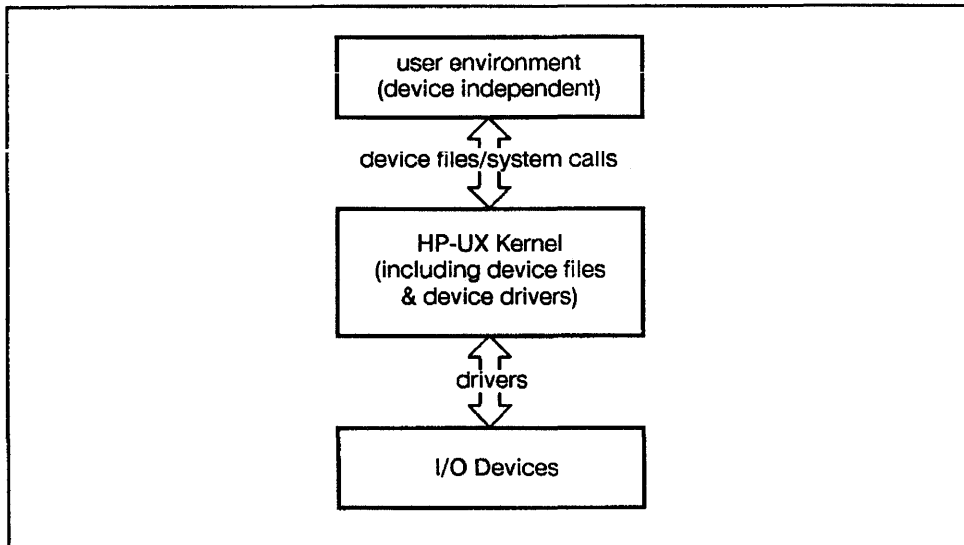 user environment
(device independent)
device files/system calls
HP-UX Kernel
(including device files
& device drivers)
drivers
I/O Devices